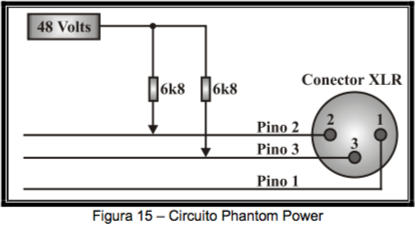 48 Volts
6k8
6k8
Conector XLR
Pino 2
2
1
Pino 3
3
Pino 1
Figura 15 – Circuito Phantom Power